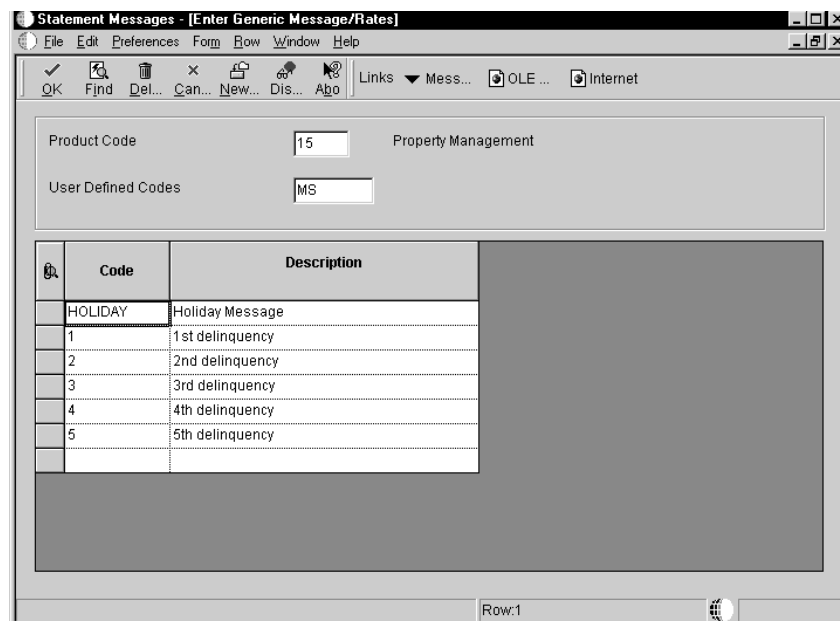 Statement Messages - [Enter Generic Message/Rates]
File Edit Preferences Form Row Window Help
OK Find Del... Can... New... Dis... Abo Links Mess... OLE ... Internet
Product Code 15 Property Management
User Defined Codes MS
Code Description
HOLIDAY Holiday Message
1 1st delinquency
2 2nd delinquency
3 3rd delinquency
4 4th delinquency
5 5th delinquency
Row:1